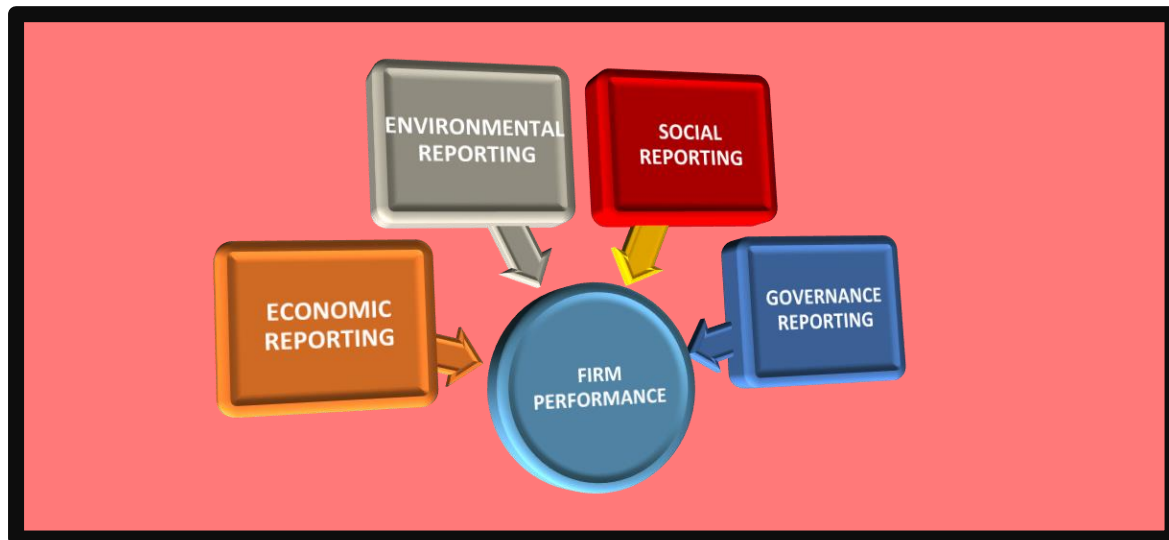 ENVIRONMENTAL
REPORTING
SOCIAL
REPORTING
ECONOMIC
REPORTING
GOVERNANCE
REPORTING
FIRM
PERFORMANCE